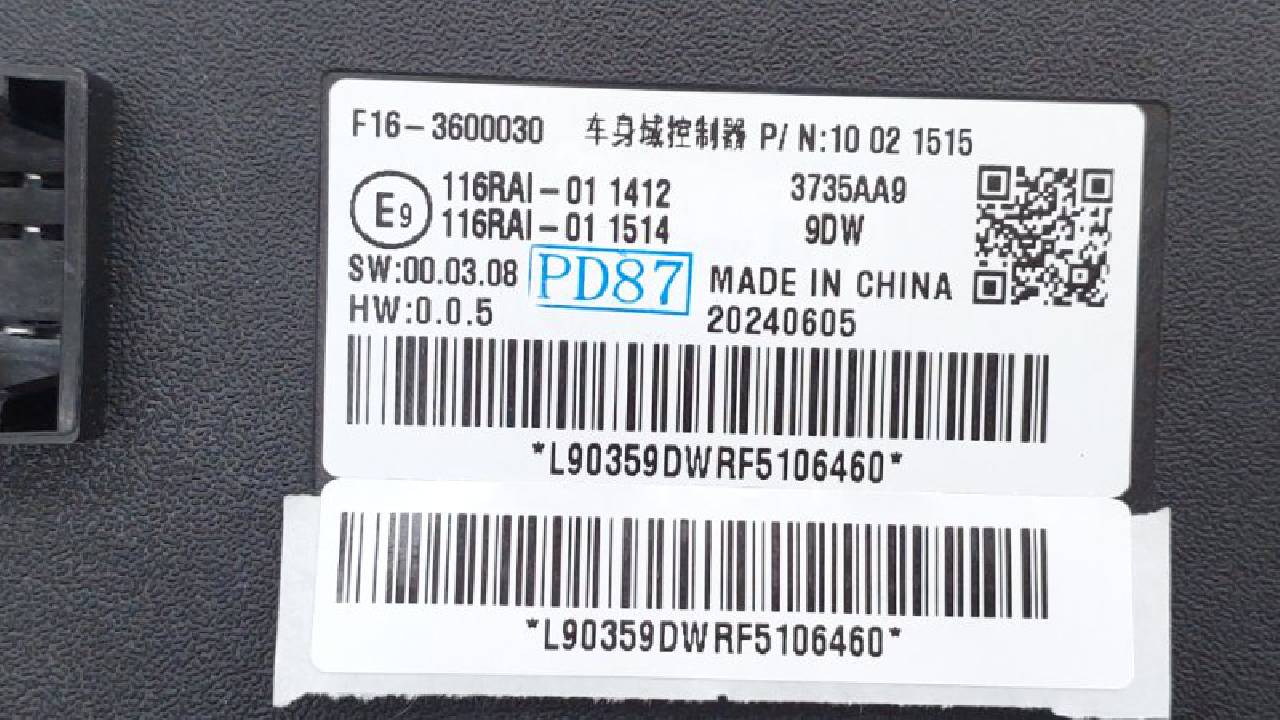 F16-3600030 车身域控制器 P/N:10 02 1515
E9 116RAI-01 1412 3735AA9
116RAI-01 1514 9DW
SW:00.03.08 PD87 MADE IN CHINA
HW:0.0.5 20240605
*L90359DWRF5106460*
*L90359DWRF5106460*